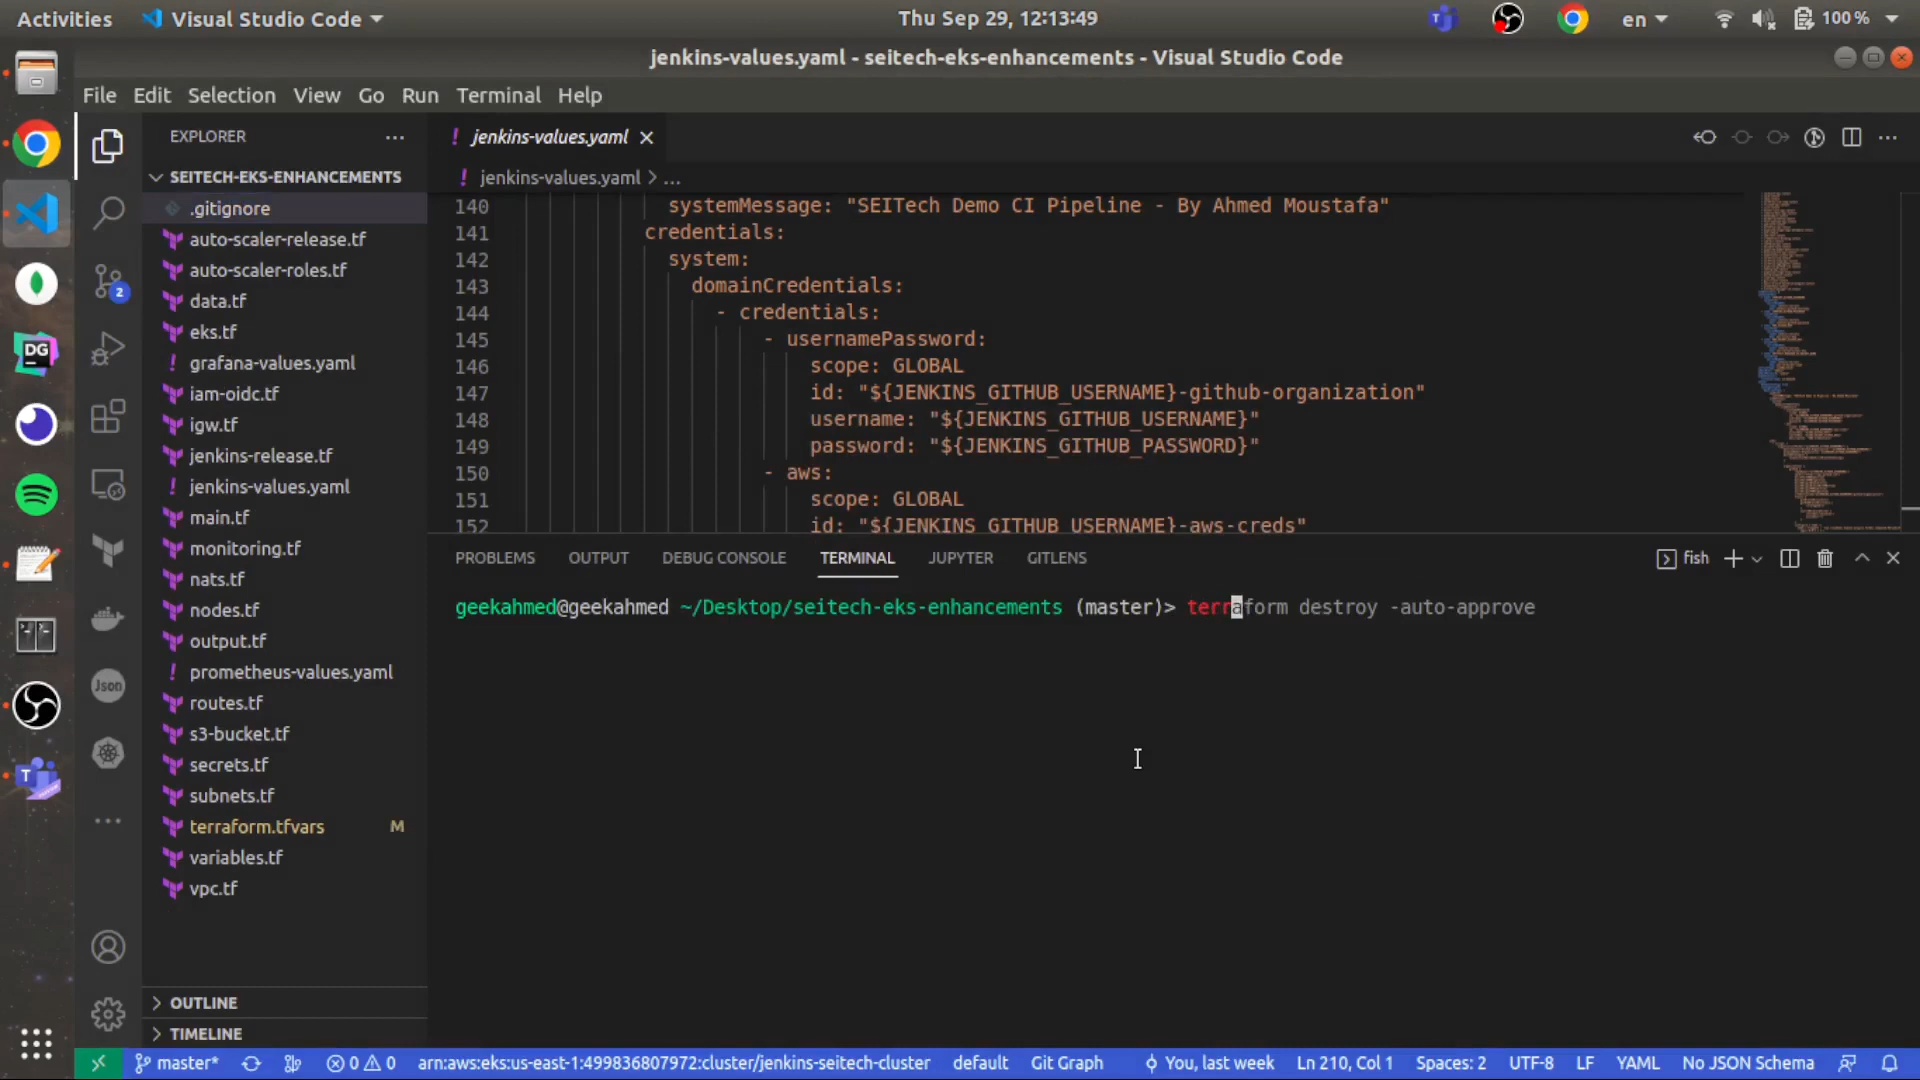 Activities
Visual Studio Code
Thu Sep 29, 12:13:49
en
100 %
jenkins-values.yaml - seitech-eks-enhancements - Visual Studio Code
File Edit Selection View Go Run Terminal Help
EXPLORER
SEITECH-EKS-ENHANCEMENTS
.gitignore
auto-scaler-release.tf
auto-scaler-roles.tf
data.tf
eks.tf
! grafana-values.yaml
iam-oidc.tf
igw.tf
jenkins-release.tf
! jenkins-values.yaml
main.tf
monitoring.tf
nats.tf
nodes.tf
output.tf
! prometheus-values.yaml
routes.tf
s3-bucket.tf
secrets.tf
subnets.tf
terraform.tfvars M
variables.tf
vpc.tf
OUTLINE
TIMELINE
DG
2
Json
T
! jenkins-values.yaml
! jenkins-values.yaml > ...
140 systemMessage: "SEITech Demo CI Pipeline - By Ahmed Moustafa"
141 credentials:
142 system:
143 domainCredentials:
144 - credentials:
145 - usernamePassword:
146 scope: GLOBAL
147 id: "${JENKINS_GITHUB_USERNAME}-github-organization"
148 username: "${JENKINS_GITHUB_USERNAME}"
149 password: "${JENKINS_GITHUB_PASSWORD}"
150 - aws:
151 scope: GLOBAL
152 id: "${JENKINS_GITHUB_USERNAME}-aws-creds"
PROBLEMS OUTPUT DEBUG CONSOLE TERMINAL JUPYTER GITLENS
fish
geekahmed@geekahmed ~/Desktop/seitech-eks-enhancements (master)> terraform destroy -auto-approve
master* 0 0 arn:aws:eks:us-east-1:499836807972:cluster/jenkins-seitech-cluster default Git Graph You, last week Ln 210, Col 1 Spaces: 2 UTF-8 LF YAML No JSON Schema